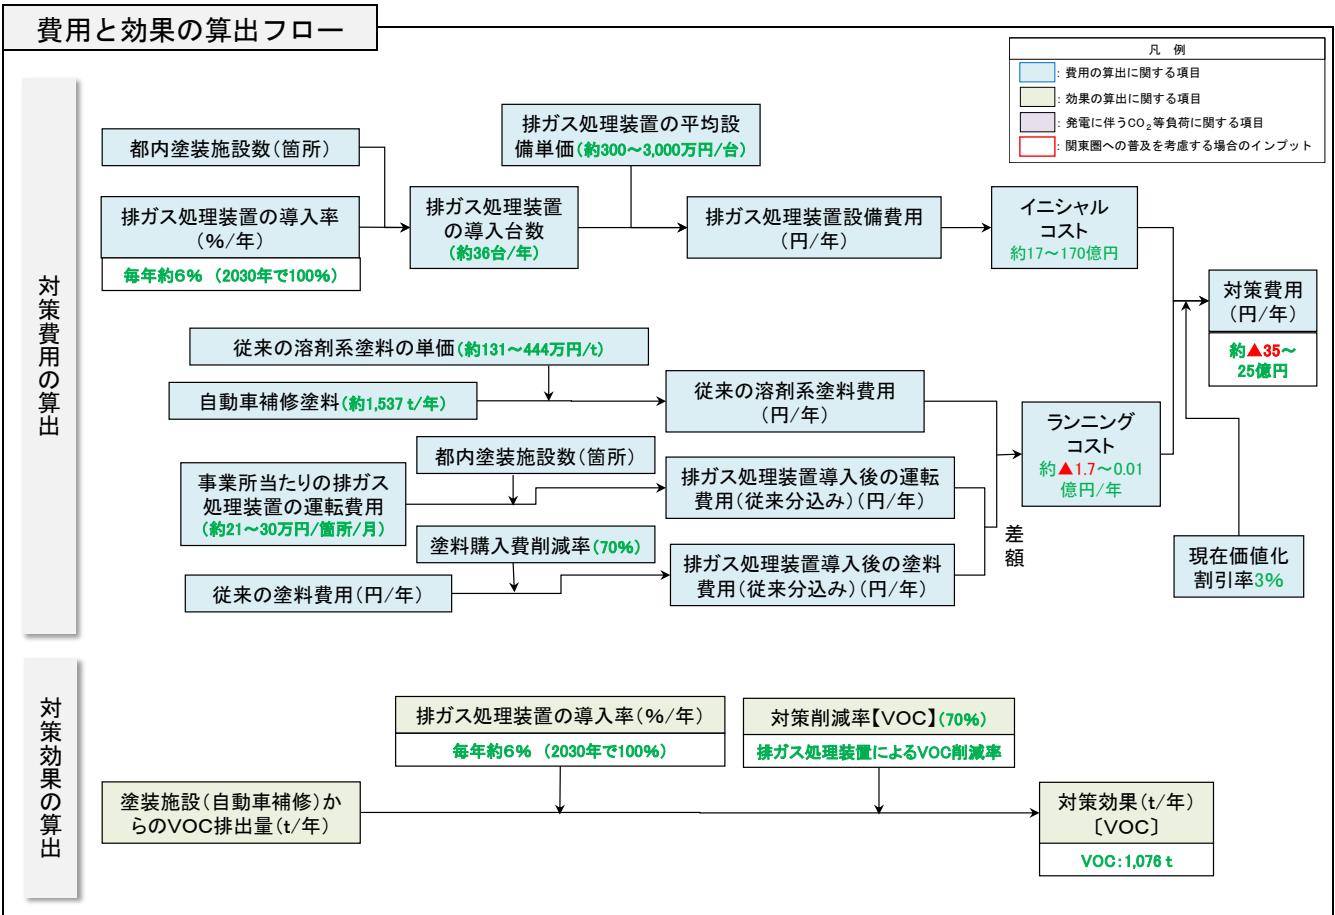 費用と効果の算出フロー
凡 例
: 費用の算出に関する項目
: 効果の算出に関する項目
: 発電に伴うCO₂等負荷に関する項目
: 関東圏への普及を考慮する場合のインプット
対策費用の算出
都内塗装施設数(箇所)
排ガス処理装置の平均設
備単価(約300~3,000万円/台)
排ガス処理装置の導入率
(%/年)
毎年約6% (2030年で100%)
排ガス処理装置
の導入台数
(約36台/年)
排ガス処理装置設備費用
(円/年)
イニシャル
コスト
約17~170億円
対策費用
(円/年)
約▲35~
25億円
従来の溶剤系塗料の単価(約131~444万円/t)
自動車補修塗料(約1,537 t/年)
従来の溶剤系塗料費用
(円/年)
ランニング
コスト
約▲1.7~0.01
億円/年
都内塗装施設数(箇所)
事業所当たりの排ガス
処理装置の運転費用
(約21~30万円/箇所/月)
排ガス処理装置導入後の運転
費用(従来分込み)(円/年)
差
額
塗料購入費削減率(70%)
従来の塗料費用(円/年)
排ガス処理装置導入後の塗料
費用(従来分込み)(円/年)
現在価値化
割引率3%
対策効果の算出
排ガス処理装置の導入率(%/年)
毎年約6% (2030年で100%)
対策削減率【VOC】(70%)
排ガス処理装置によるVOC削減率
塗装施設(自動車補修)か
らのVOC排出量(t/年)
対策効果(t/年)
〔VOC〕
VOC:1,076 t